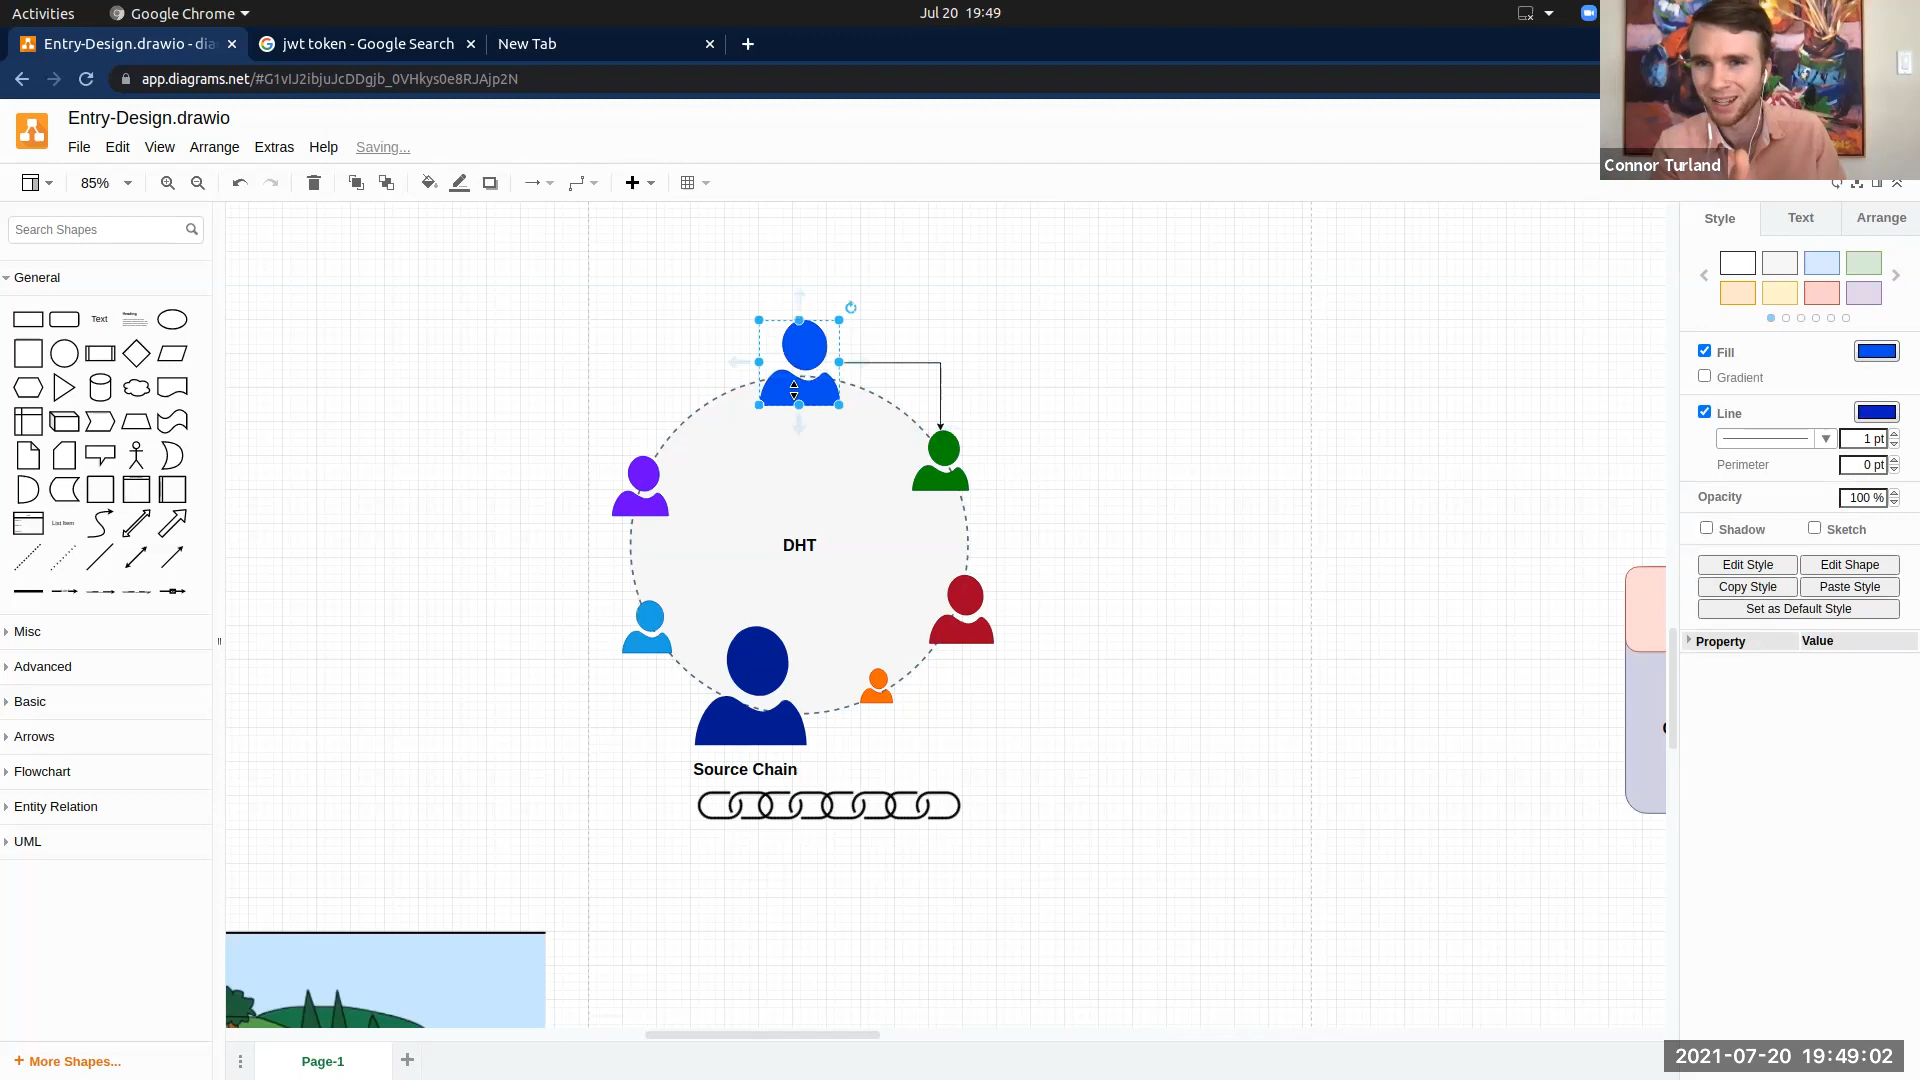 Activities
Google Chrome
Jul 20 19:49
Entry-Design.drawio - dia
jwt token - Google Search
New Tab
app.diagrams.net/#G1vIJ2ibjuJcDDgjb_0VHkys0e8RJAjp2N
Connor Turland
Entry-Design.drawio
File Edit View Arrange Extras Help Saving...
85%
Search Shapes
General
Text
Heading
List Item
Misc
Advanced
Basic
Arrows
Flowchart
Entity Relation
UML
+ More Shapes...
DHT
Source Chain
Page-1
Style Text Arrange
Fill
Gradient
Line
1 pt
Perimeter 0 pt
Opacity 100 %
Shadow Sketch
Edit Style Edit Shape
Copy Style Paste Style
Set as Default Style
Property Value
2021-07-20 19:49:02